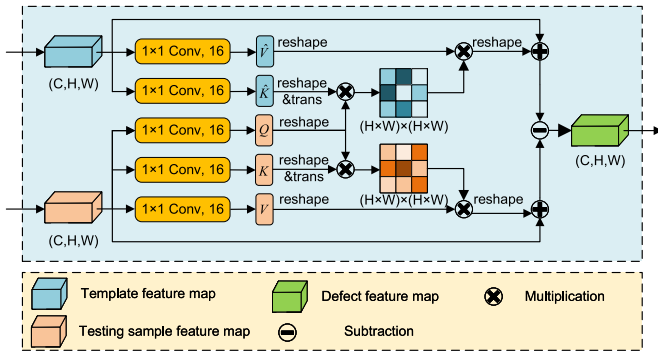 1×1 Conv, 16 V̂ reshape reshape
(C,H,W)
1×1 Conv, 16 K̂ reshape
&trans
(H×W)×(H×W)
1×1 Conv, 16 Q reshape
(C,H,W)
1×1 Conv, 16 K reshape
&trans
(H×W)×(H×W)
1×1 Conv, 16 V reshape reshape
(C,H,W)
Template feature map
Defect feature map
Multiplication
Testing sample feature map
Subtraction